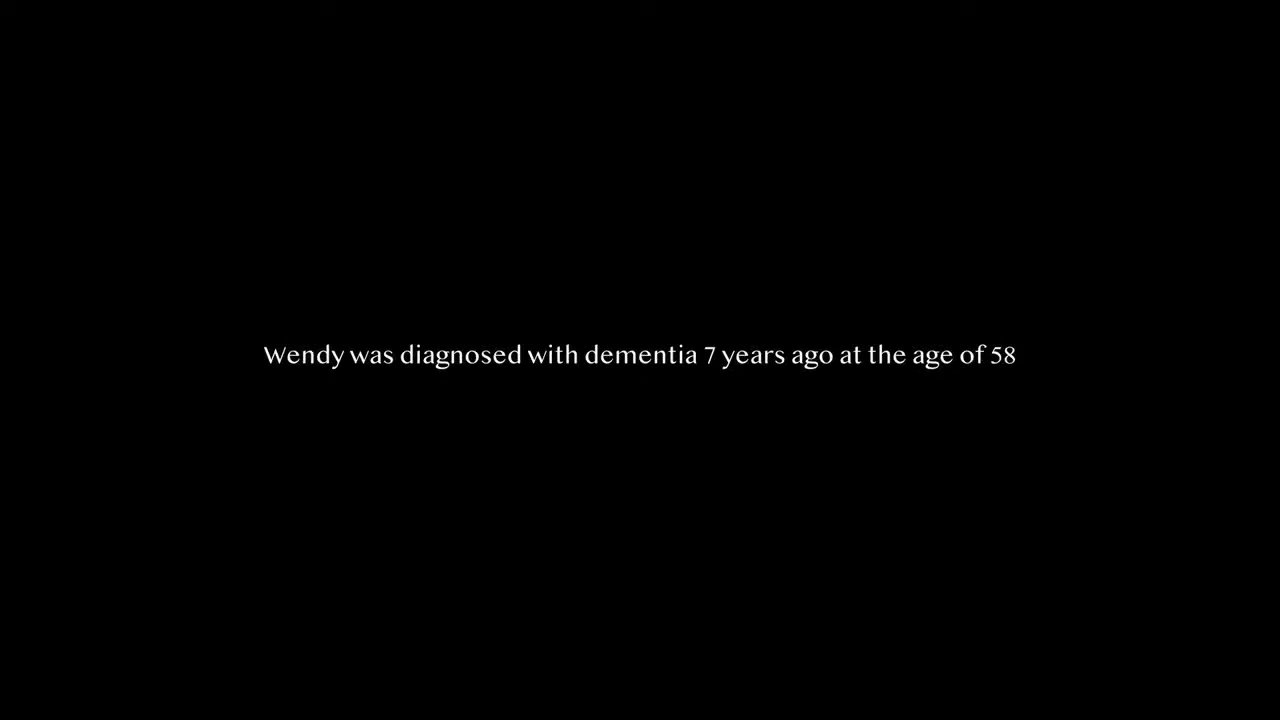 Wendy was diagnosed with dementia 7 years ago at the age of 58